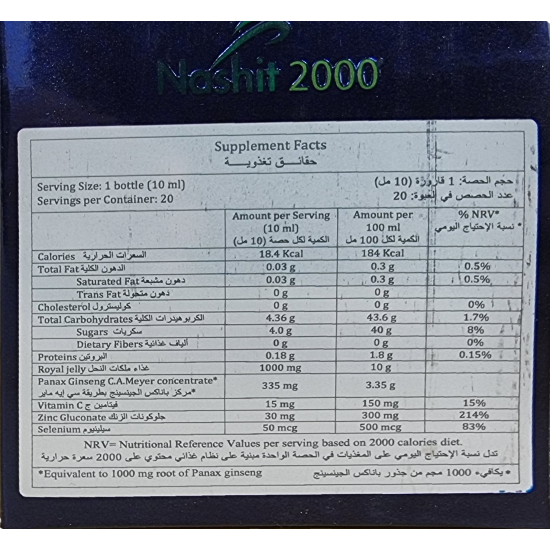 Nashit 2000
Supplement Facts
حقائق تغذوية
Serving Size: 1 bottle (10 ml) حجم الحصة: 1 قارورة (10 مل)
Servings per Container: 20 عدد الحصص في العبوة: 20
Amount per Serving (10 ml) الكمية لكل حصة (10 مل) Amount per 100 ml الكمية لكل 100 مل % NRV* نسبة الإحتياج اليومي *
Calories السعرات الحرارية 18.4 Kcal 184 Kcal
Total Fat الدهون الكلية 0.03 g 0.3 g 0.5%
Saturated Fat دهون مشبعة 0.03 g 0.3 g 0.5%
Trans Fat دهون متحولة 0 g 0 g
Cholesterol كوليسترول 0 g 0 g 0%
Total Carbohydrates الكربوهيدرات الكلية 4.36 g 43.6 g 1.7%
Sugars سكريات 4.0 g 40 g 8%
Dietary Fibers ألياف غذائية 0 g 0 g 0%
Proteins البروتين 0.18 g 1.8 g 0.15%
Royal jelly غذاء ملكات النحل 1000 mg 10 g
Panax Ginseng C.A.Meyer concentrate* 335 mg 3.35 g
*مركز باناكس الجينسينج بطريقة سي إيه ماير
Vitamin C فيتامين ج 15 mg 150 mg 15%
Zinc Gluconate جلوكونات الزنك 30 mg 300 mg 214%
Selenium سيلينيوم 50 mcg 500 mcg 83%
NRV= Nutritional Reference Values per serving based on 2000 calories diet.
تدل نسبة الإحتياج اليومي على المغذيات في الحصة الواحدة مبنية على نظام غذائي محتوي على 2000 سعرة حرارية
*Equivalent to 1000 mg root of Panax ginseng * يكافيء 1000 مجم من جذور باناكس الجينسينج